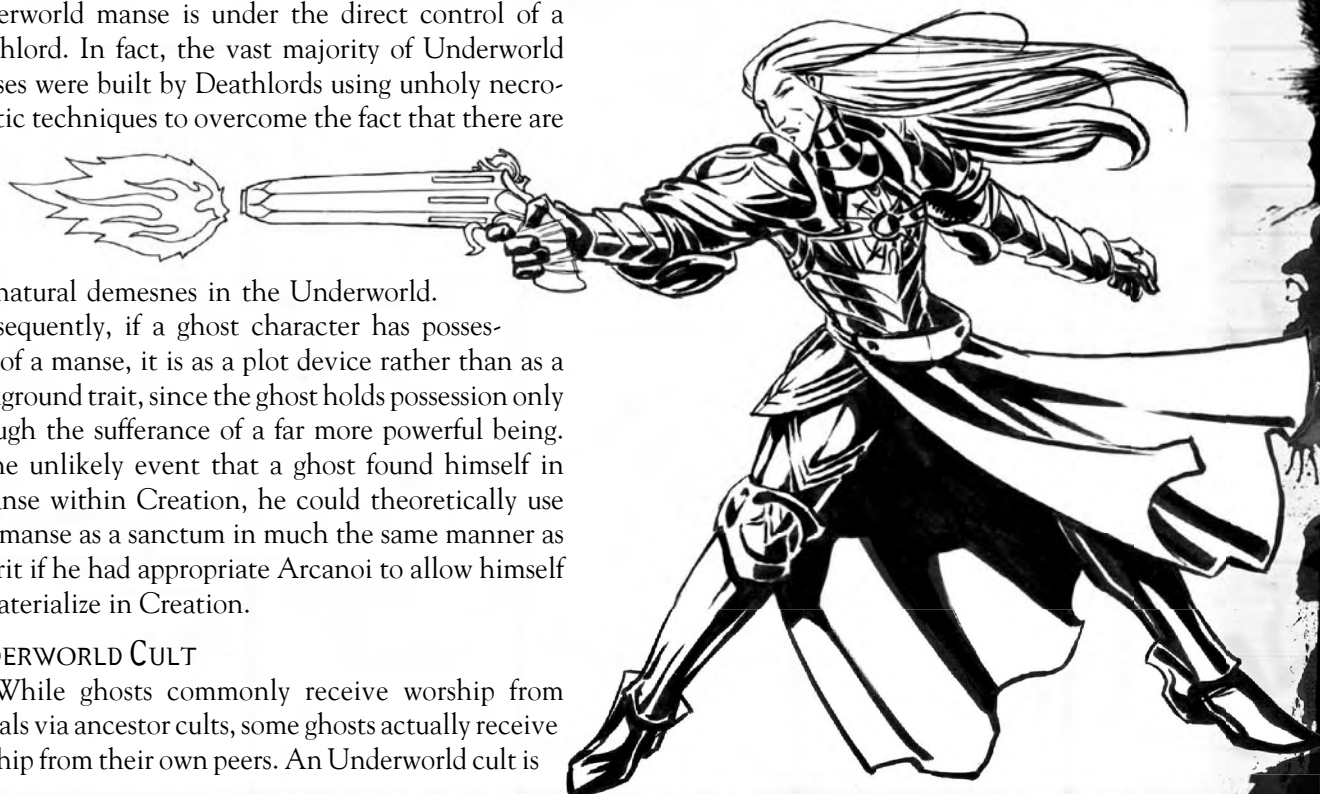 erworld manse is under the direct control of a
thlord. In fact, the vast majority of Underworld
ses were built by Deathlords using unholy necro-
tic techniques to overcome the fact that there are
natural demesnes in the Underworld.
sequently, if a ghost character has posses-
of a manse, it is as a plot device rather than as a
kground trait, since the ghost holds possession only
ugh the sufferance of a far more powerful being.
he unlikely event that a ghost found himself in
anse within Creation, he could theoretically use
manse as a sanctum in much the same manner as
rit if he had appropriate Arcanoi to allow himself
aterialize in Creation.
DERWORLD CULT
While ghosts commonly receive worship from
als via ancestor cults, some ghosts actually receive
ship from their own peers. An Underworld cult is